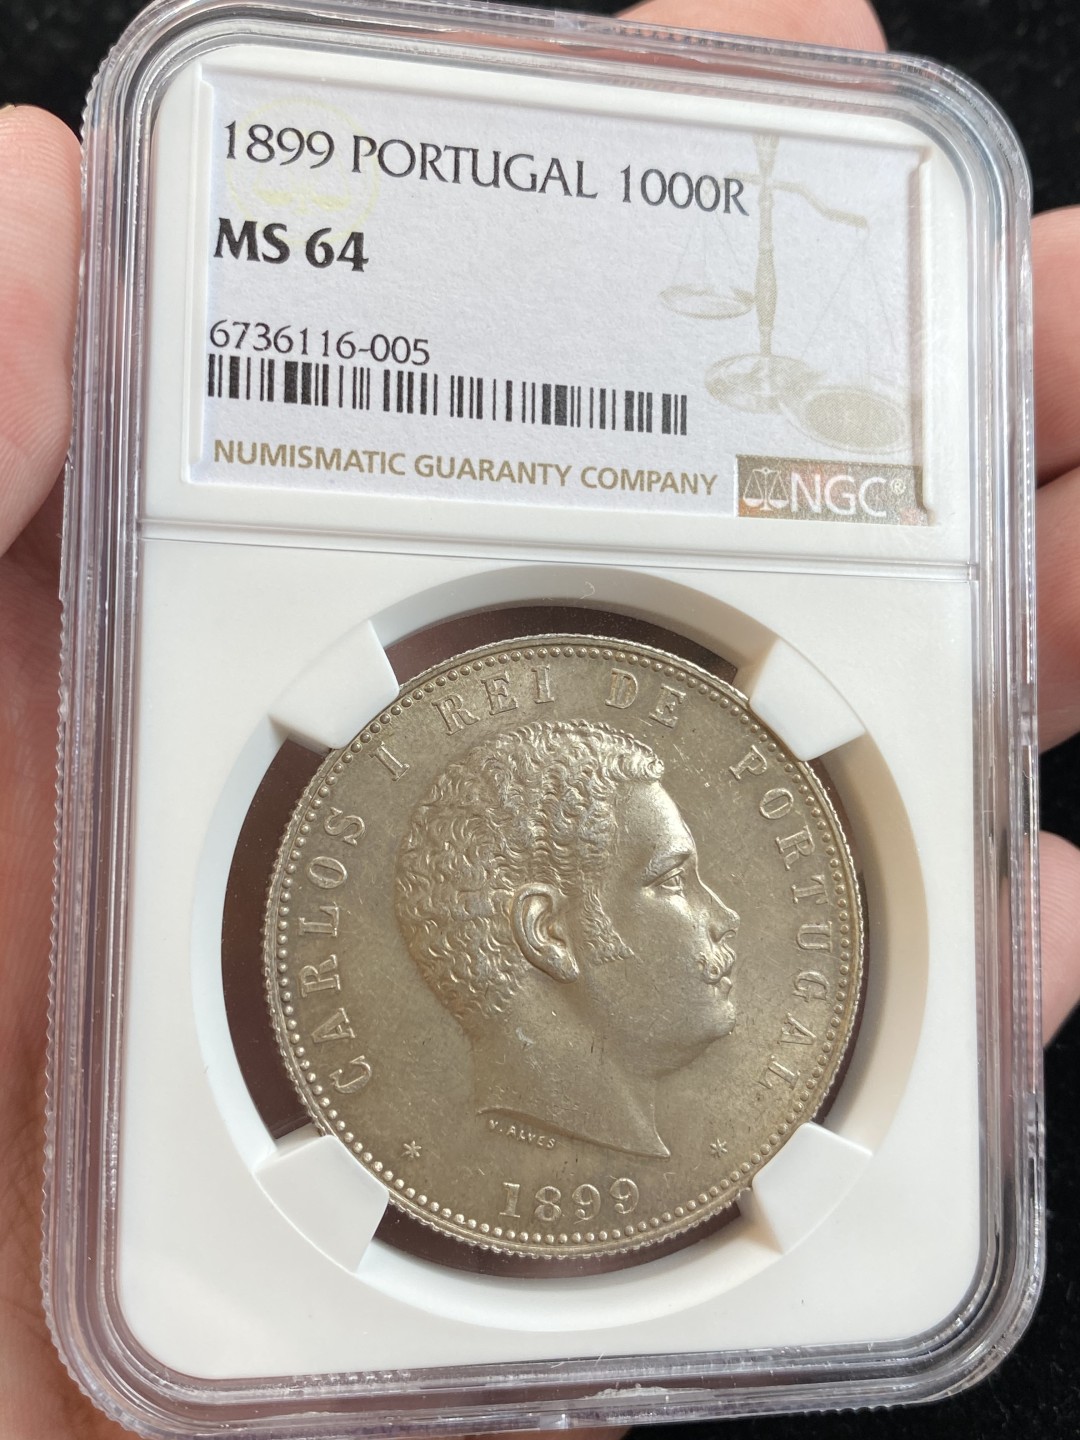 1899 PORTUGAL 1000R
MS 64
6736116-005
NUMISMATIC GUARANTY COMPANY
NGC®
CARLOS I REI DE PORTUGAL
V. ALVES
* 1899 *